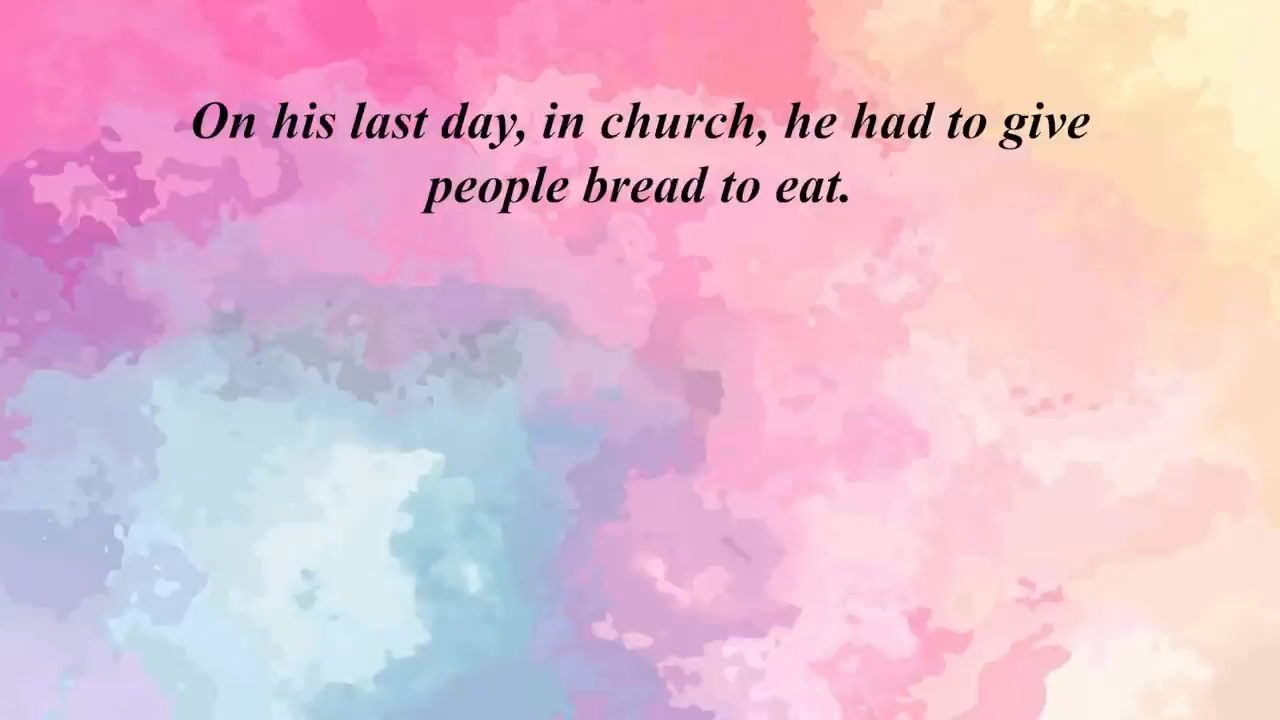 On his last day, in church, he had to give
people bread to eat.